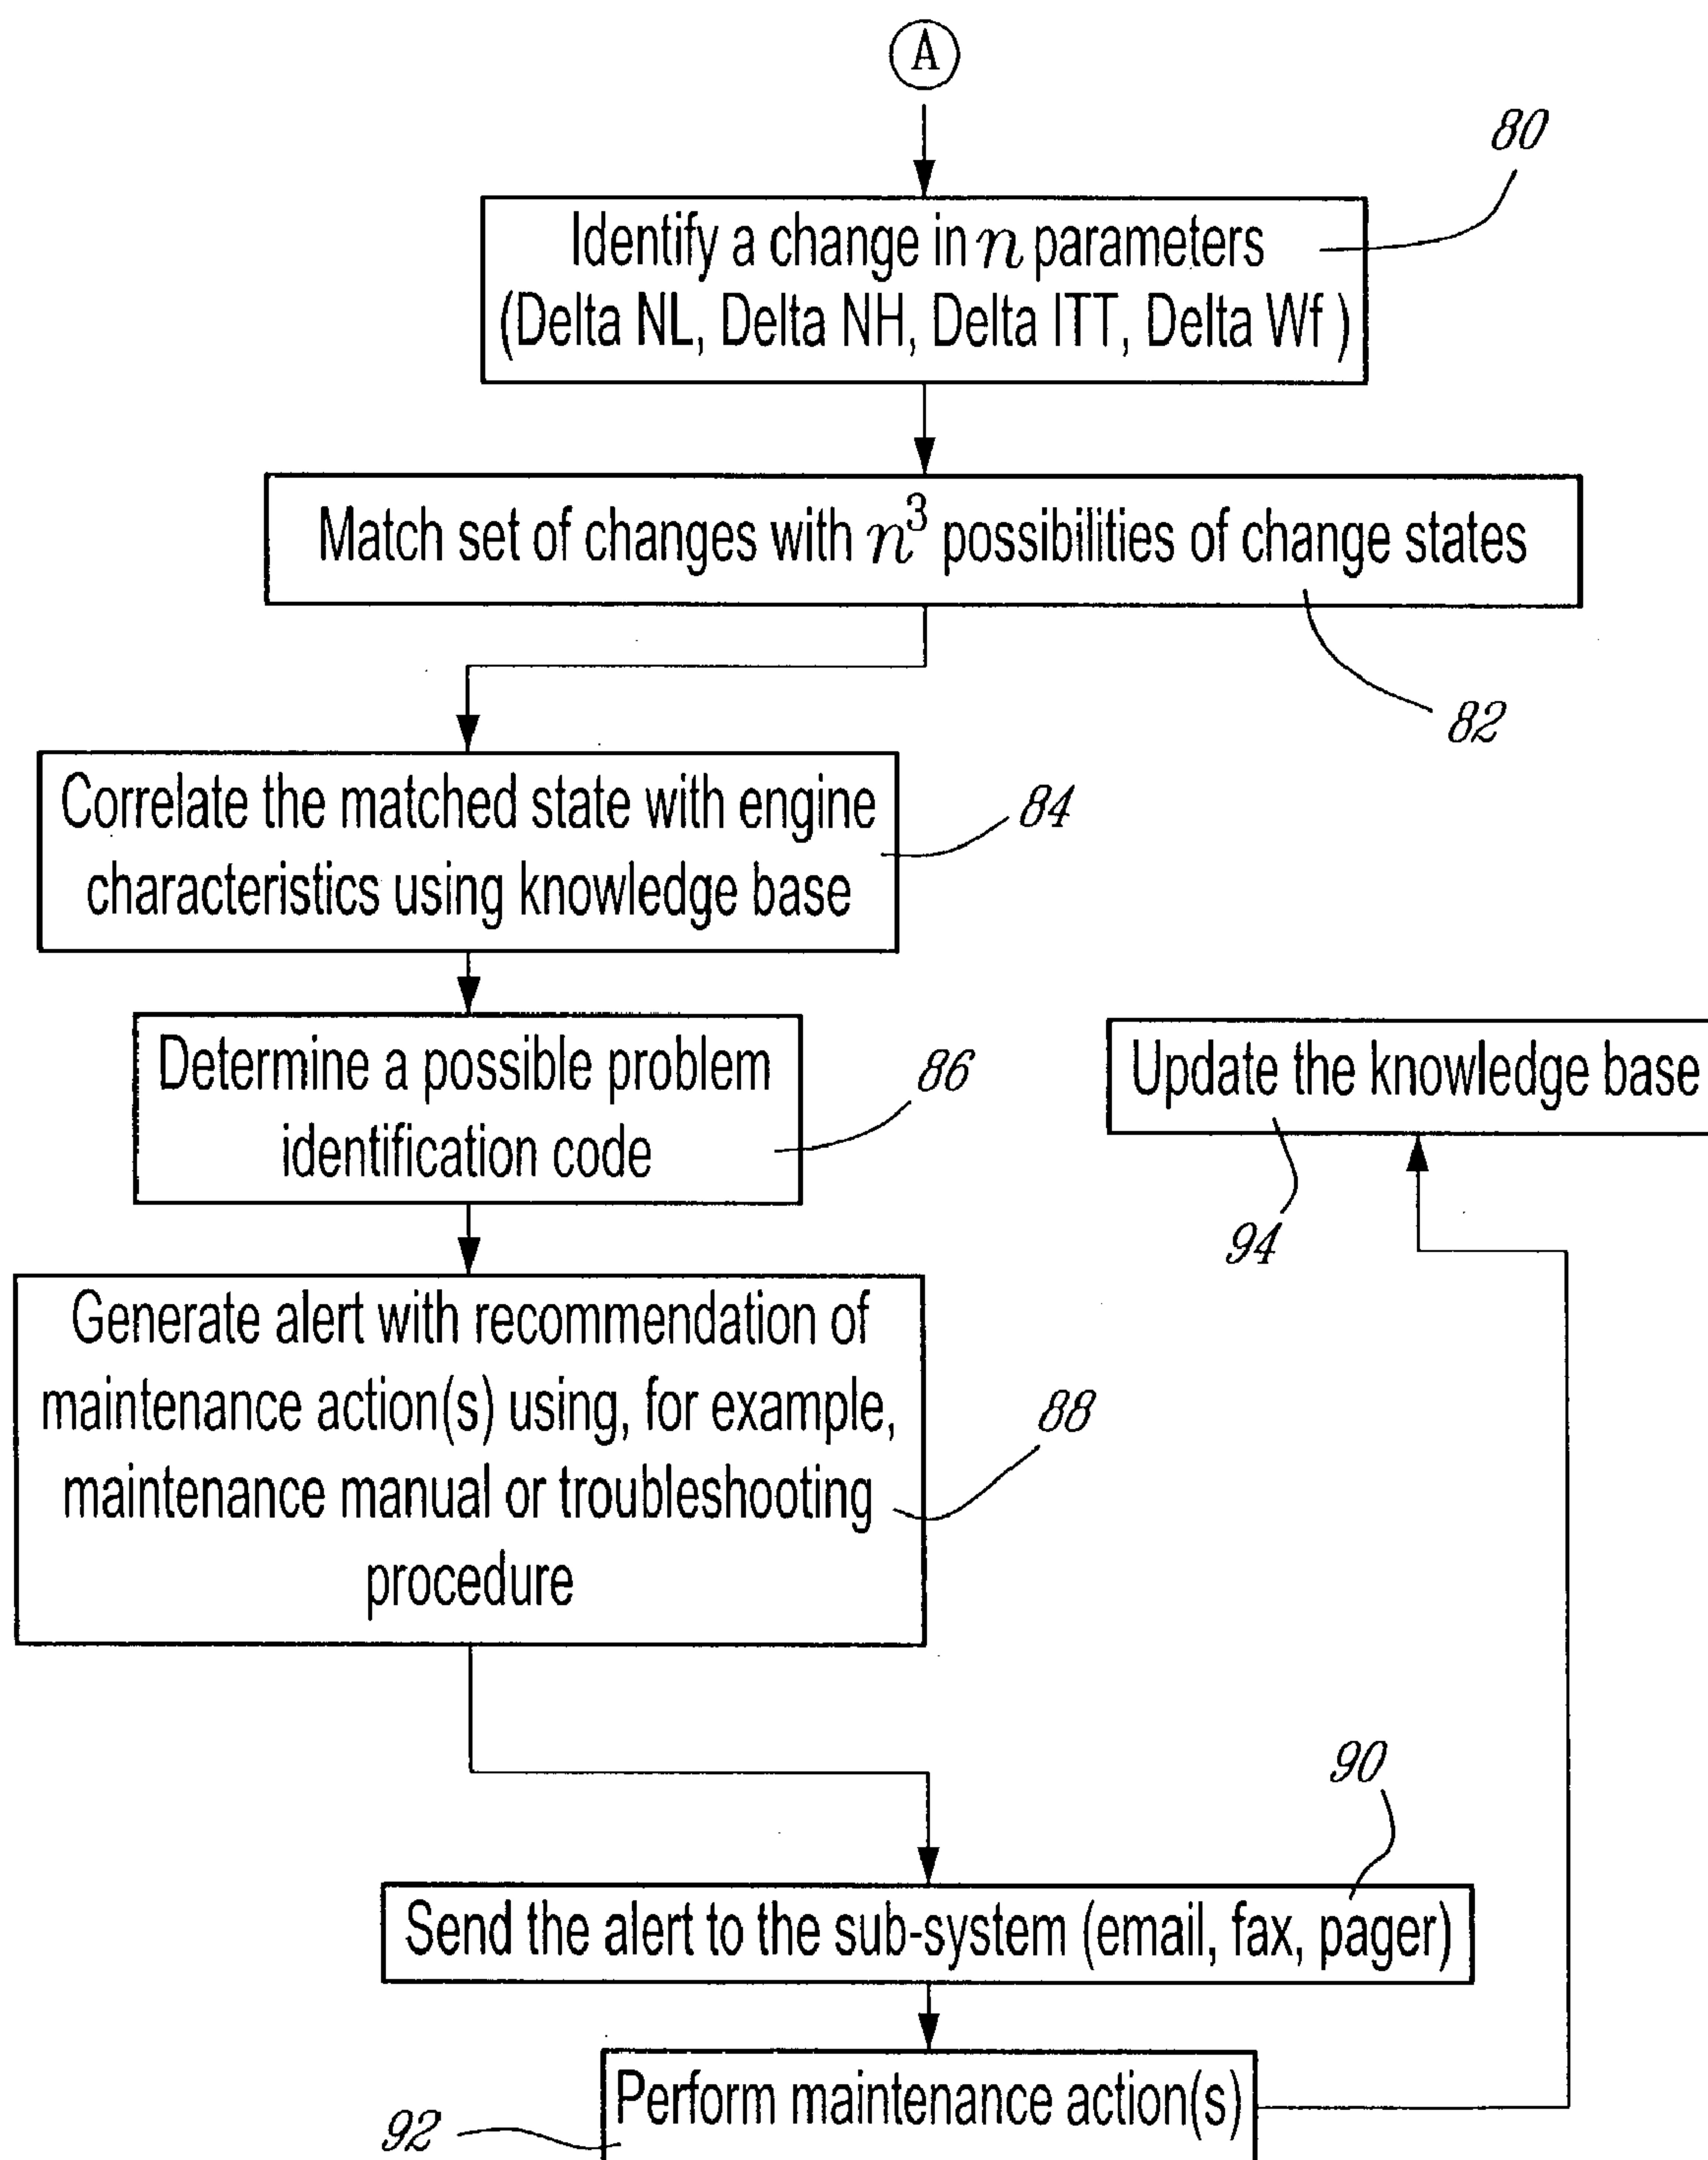 A
80
Identify a change in n parameters
(Delta NL, Delta NH, Delta ITT, Delta Wf )
Match set of changes with n³ possibilities of change states
82
Correlate the matched state with engine
characteristics using knowledge base
84
Determine a possible problem
identification code
86
Update the knowledge base
94
Generate alert with recommendation of
maintenance action(s) using, for example,
maintenance manual or troubleshooting
procedure
88
90
Send the alert to the sub-system (email, fax, pager)
Perform maintenance action(s)
92